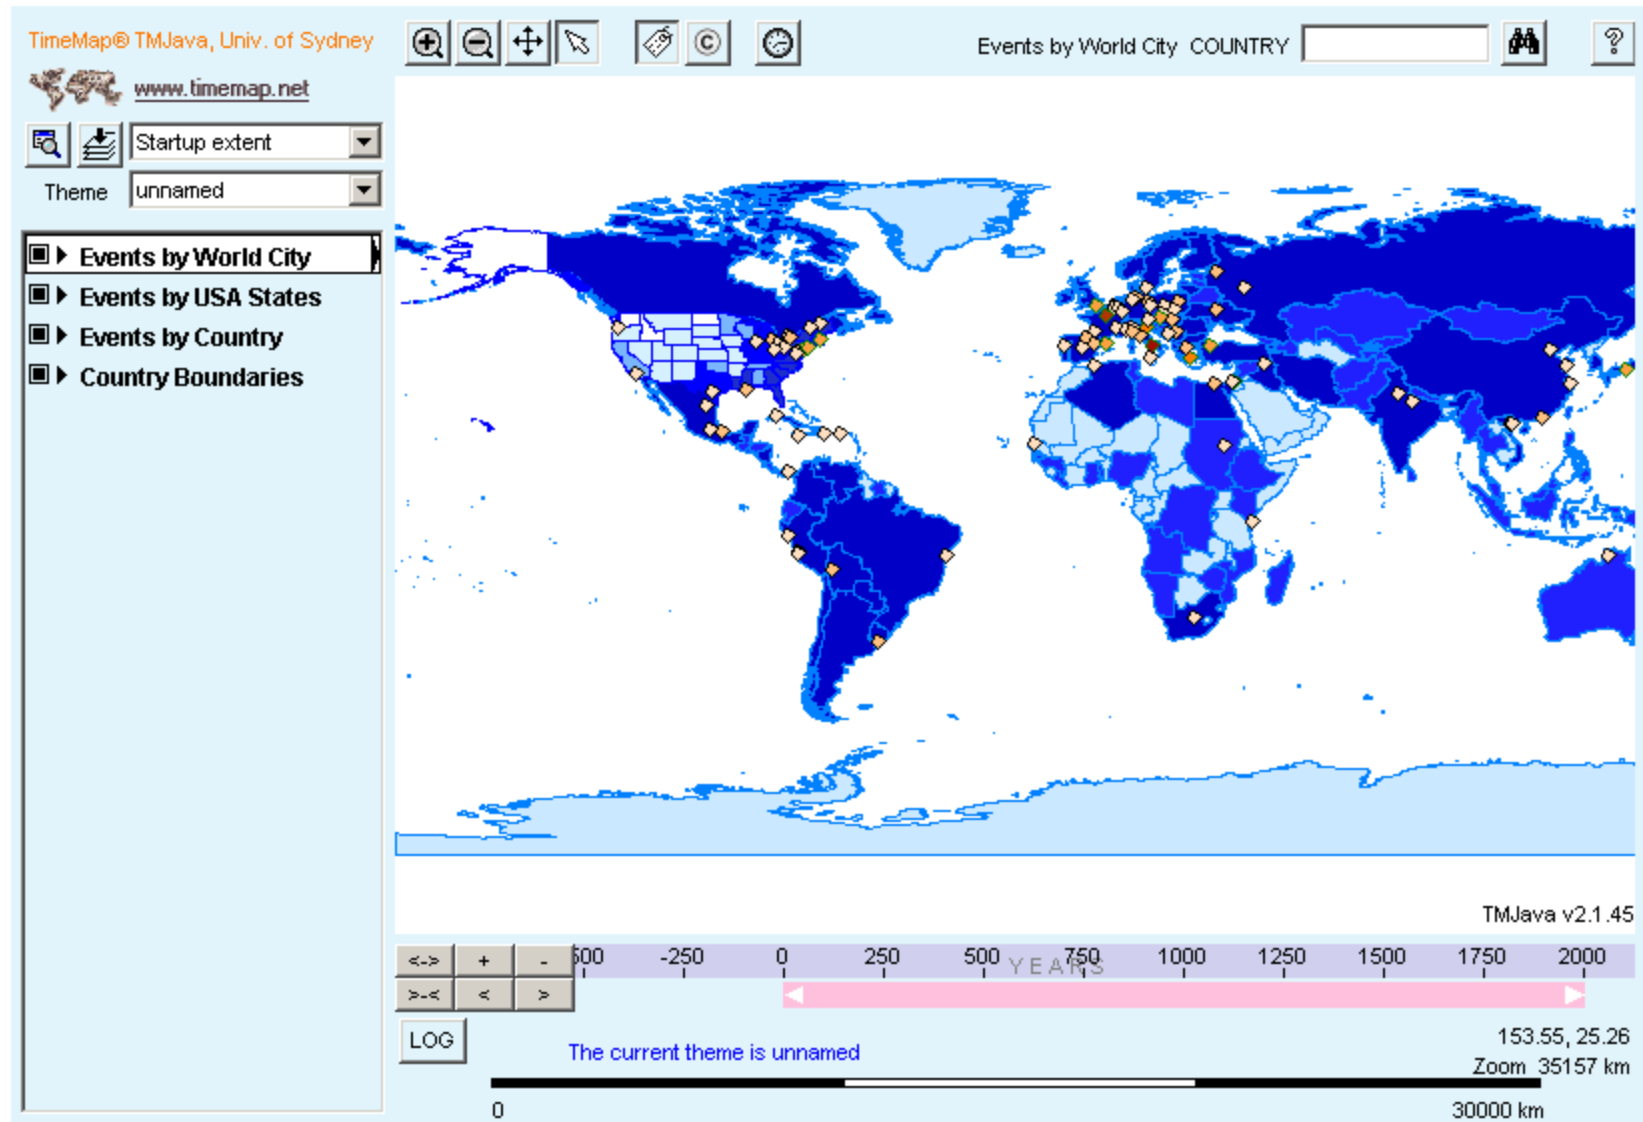 TimeMap® TMJava, Univ. of Sydney
www.timemap.net
Startup extent
Theme unnamed
Events by World City
Events by USA States
Events by Country
Country Boundaries
©
Events by World City COUNTRY
?
TMJava v2.1.45
<-> + -
>-< < >
500 -250 0 250 500 750 1000 1250 1500 1750 2000
YEARS
LOG
The current theme is unnamed
153.55, 25.26
Zoom 35157 km
0 30000 km